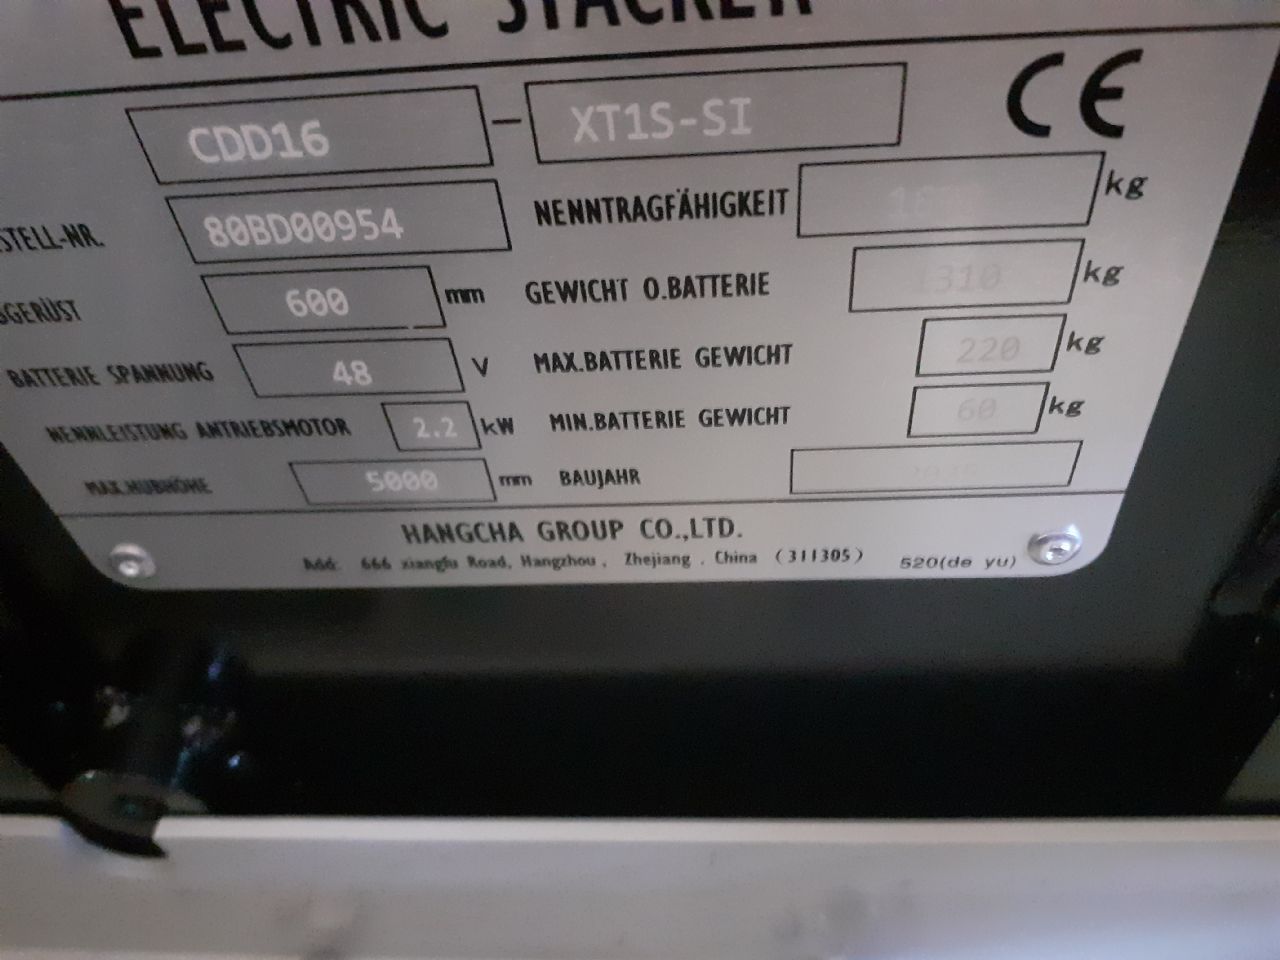 ELECTRIC STACKER
CDD16 - XT1S-SI CE
STELL-NR. 80BD00954 NENNTRAGFÄHIGKEIT kg
GERÜST 600 mm GEWICHT O.BATTERIE 1310 kg
BATTERIE SPANNUNG 48 V MAX.BATTERIE GEWICHT 220 kg
NENNLEISTUNG ANTRIEBSMOTOR 2.2 kW MIN.BATTERIE GEWICHT 60 kg
MAX.HUBHÖHE 5000 mm BAUJAHR
HANGCHA GROUP CO.,LTD.
Add: 666 xiangfu Road, Hangzhou, Zhejiang, China (311305) 520(de yu)